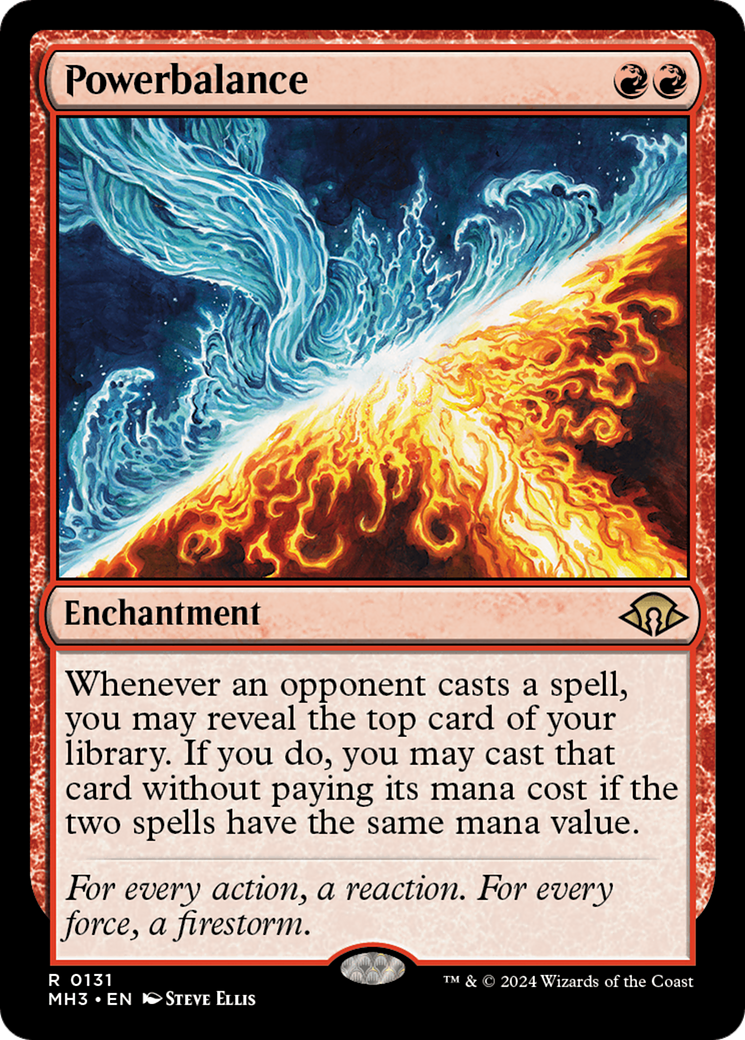 Powerbalance
Enchantment
Whenever an opponent casts a spell,
you may reveal the top card of your
library. If you do, you may cast that
card without paying its mana cost if the
two spells have the same mana value.
For every action, a reaction. For every
force, a firestorm.
R 0131
MH3 • EN Steve Ellis
™ & © 2024 Wizards of the Coast